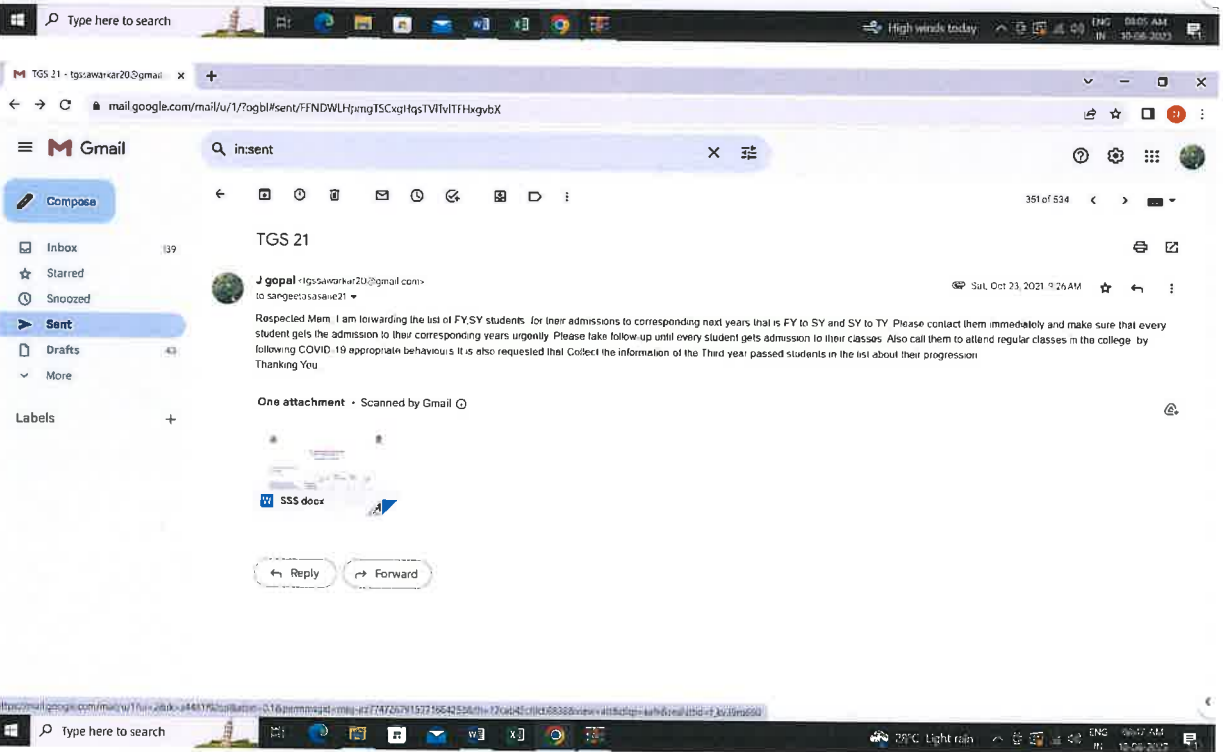 Type here to search
High winds today
ENG 08:05 AM
IN 10-06-2023
TGS 21 - tgssawarkar20@gmail
mail.google.com/mail/u/1/?ogbl#sent/
Gmail
in:sent
Compose
351 of 534
Inbox 139
Starred
Snoozed
Sent
Drafts 43
More
Labels
TGS 21
J gopal <tgssawarkar20@gmail.com>
to sangeetasasane21
Sat, Oct 23, 2021 9:26 AM
Respected Mem, I am forwarding the list of FY,SY students for their admissions to corresponding next years that is FY to SY and SY to TY. Please contact them immediately and make sure that every
student gets the admission to their corresponding years urgently. Please take follow-up until every student gets admission to their classes. Also call them to attend regular classes in the college by
following COVID-19 appropriate behaviours It is also requested that Collect the information of the Third year passed students in the list about their progression
Thanking You
One attachment • Scanned by Gmail
W SSS.docx
Reply Forward
Type here to search
28°C Light rain
ENG
IN